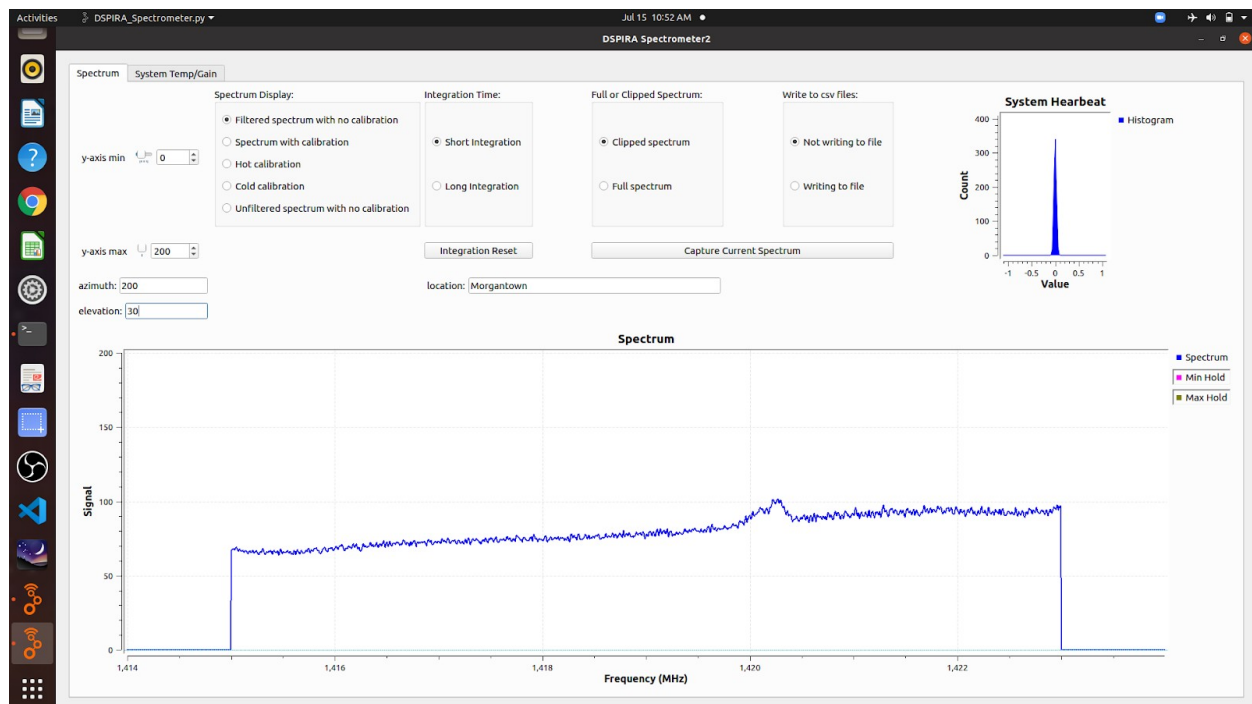 Activities DSPIRA_Spectrometer.py Jul 15 10:52 AM
DSPIRA Spectrometer2
Spectrum System Temp/Gain
Spectrum Display: Integration Time: Full or Clipped Spectrum: Write to csv files:
System Hearbeat
Filtered spectrum with no calibration
Spectrum with calibration
Hot calibration
Cold calibration
Unfiltered spectrum with no calibration
Short Integration
Long Integration
Clipped spectrum
Full spectrum
Not writing to file
Writing to file
y-axis min 0
y-axis max 200
Integration Reset Capture Current Spectrum
azimuth: 200 location: Morgantown
elevation: 30
400
300
200
100
0
Count
-1 -0.5 0 0.5 1
Value
Histogram
Spectrum
200
150
100
50
0
Signal
1,414 1,416 1,418 1,420 1,422
Frequency (MHz)
Spectrum
Min Hold
Max Hold